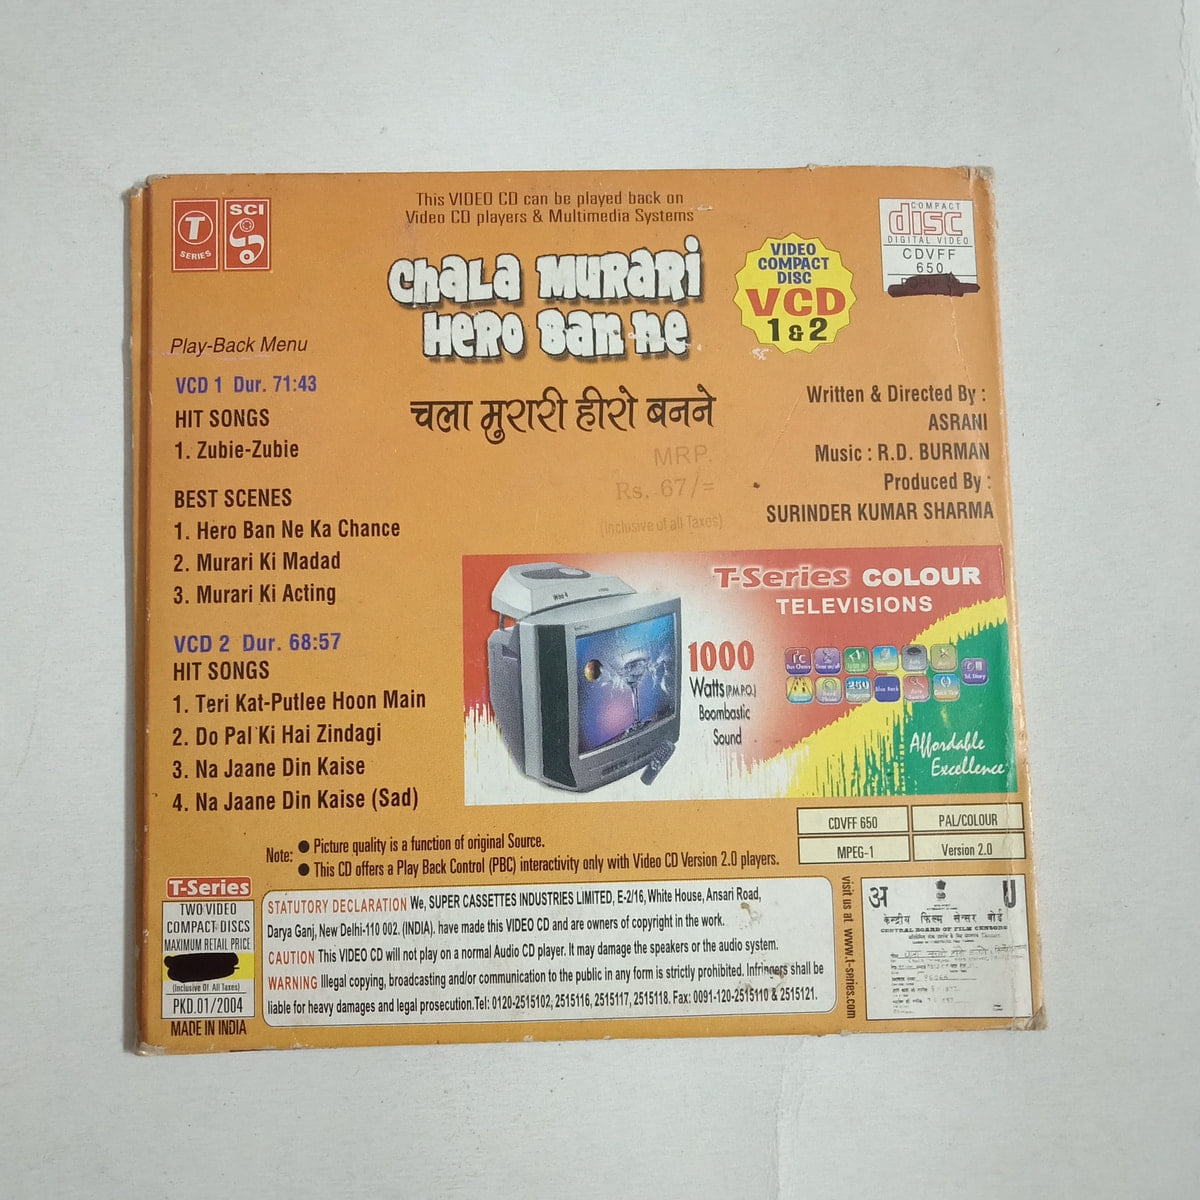 This VIDEO CD can be played back on
Video CD players & Multimedia Systems
T
SERIES
SCI
COMPACT
disc
DIGITAL VIDEO
CDVFF
650
Chala Murari
Hero Ban Ne
VIDEO
COMPACT
DISC
VCD
1 & 2
चला मुरारी हीरो बनने
MRP.
Rs. 67/=
(Inclusive of all Taxes)
Play-Back Menu
VCD 1 Dur. 71:43
HIT SONGS
1. Zubie-Zubie
BEST SCENES
1. Hero Ban Ne Ka Chance
2. Murari Ki Madad
3. Murari Ki Acting
VCD 2 Dur. 68:57
HIT SONGS
1. Teri Kat-Putlee Hoon Main
2. Do Pal Ki Hai Zindagi
3. Na Jaane Din Kaise
4. Na Jaane Din Kaise (Sad)
Written & Directed By :
ASRANI
Music : R.D. BURMAN
Produced By :
SURINDER KUMAR SHARMA
T-Series COLOUR
TELEVISIONS
1000
Watts (P.M.P.O.)
Boombastic
Sound
Affordable
Excellence
Note: ● Picture quality is a function of original Source.
● This CD offers a Play Back Control (PBC) interactivity only with Video CD Version 2.0 players.
CDVFF 650
PAL/COLOUR
MPEG-1
Version 2.0
T-Series
TWO VIDEO
COMPACT DISCS
MAXIMUM RETAIL PRICE
(Inclusive Of All Taxes)
PKD.01/2004
MADE IN INDIA
STATUTORY DECLARATION We, SUPER CASSETTES INDUSTRIES LIMITED, E-2/16, White House, Ansari Road,
Darya Ganj, New Delhi-110 002. (INDIA). have made this VIDEO CD and are owners of copyright in the work.
CAUTION This VIDEO CD will not play on a normal Audio CD player. It may damage the speakers or the audio system.
WARNING Illegal copying, broadcasting and/or communication to the public in any form is strictly prohibited. Infringers shall be
liable for heavy damages and legal prosecution.Tel: 0120-2515102, 2515116, 2515117, 2515118. Fax: 0091-120-2515110 & 2515121.
visit us at www.t-series.com
अ
U
केन्द्रीय फिल्म सेन्सर बोर्ड
CENTRAL BOARD OF FILM CENSORS